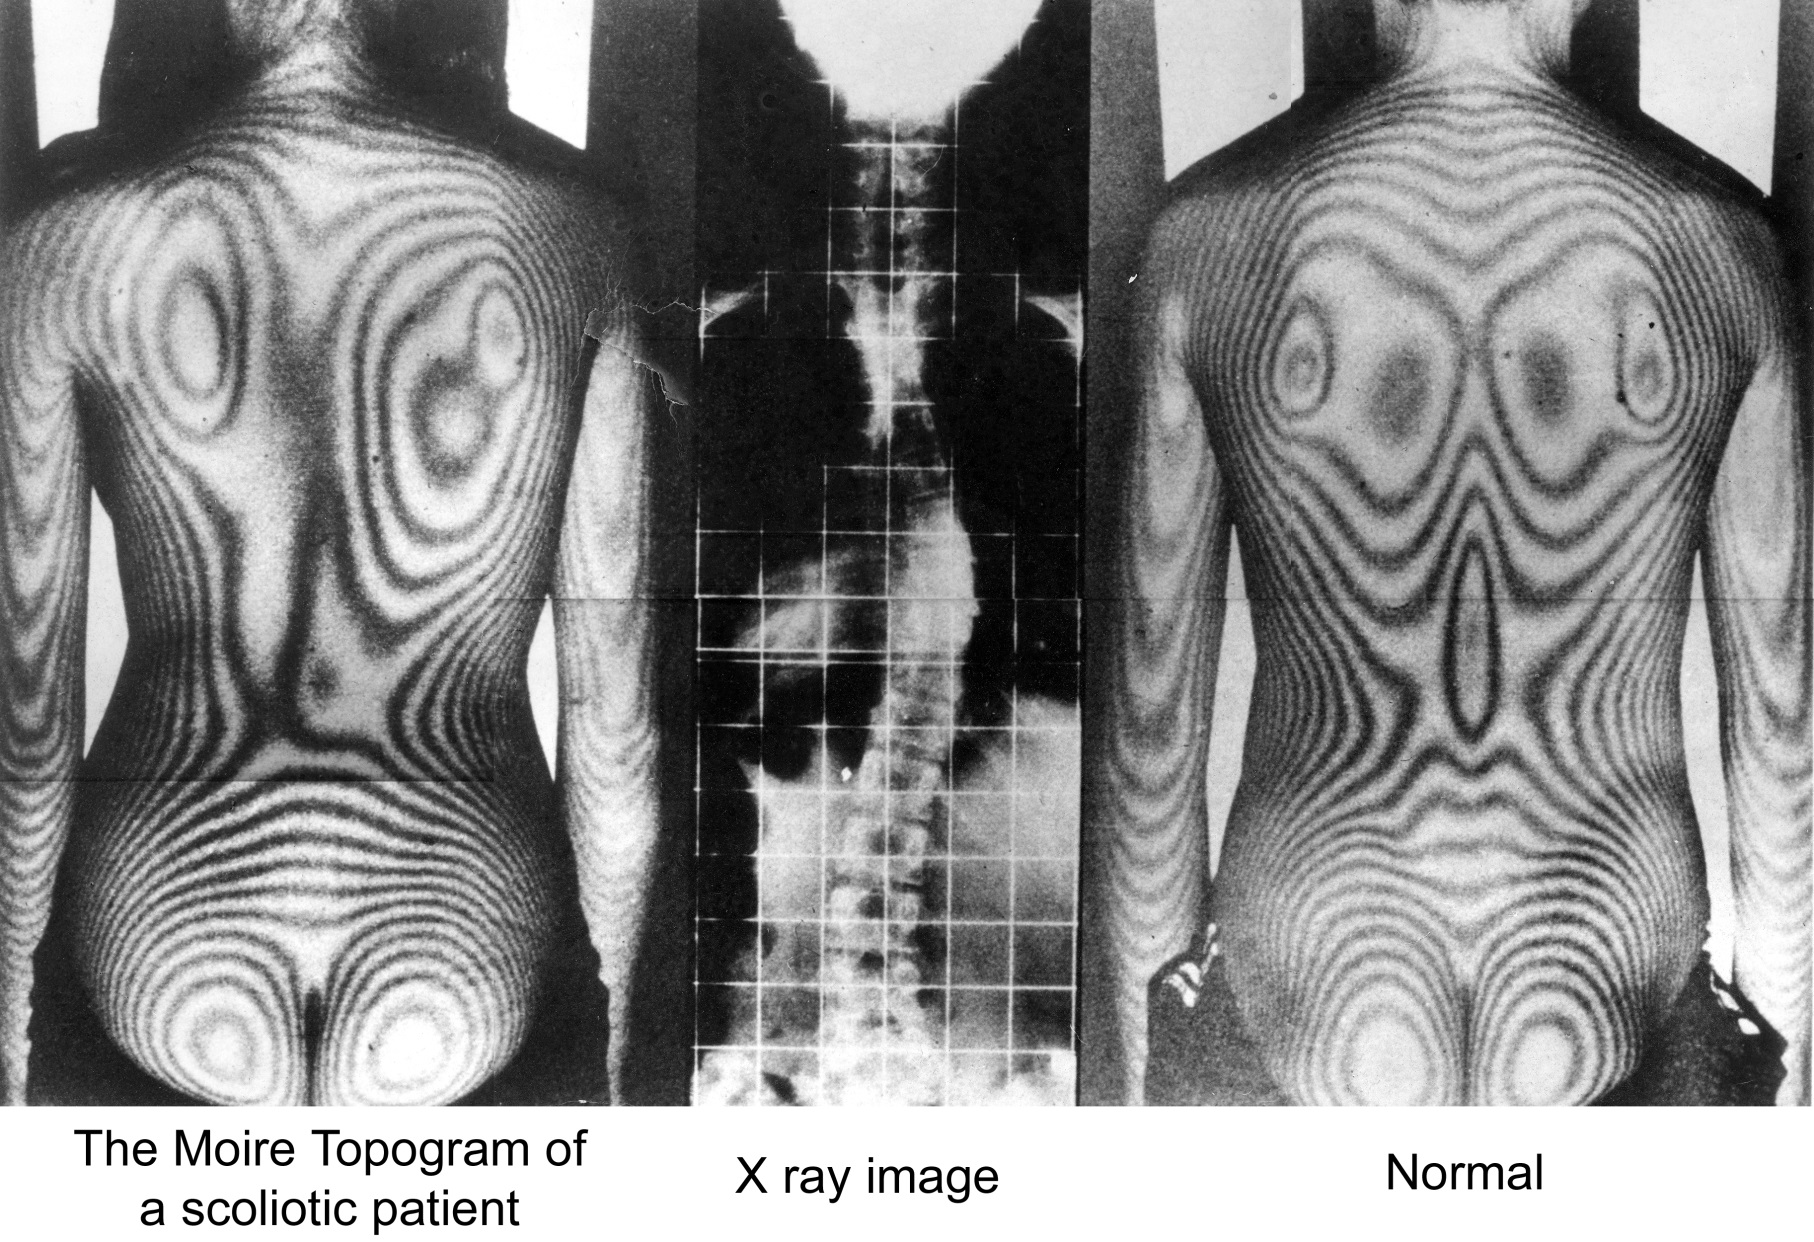 The Moire Topogram of
a scoliotic patient
X ray image
Normal